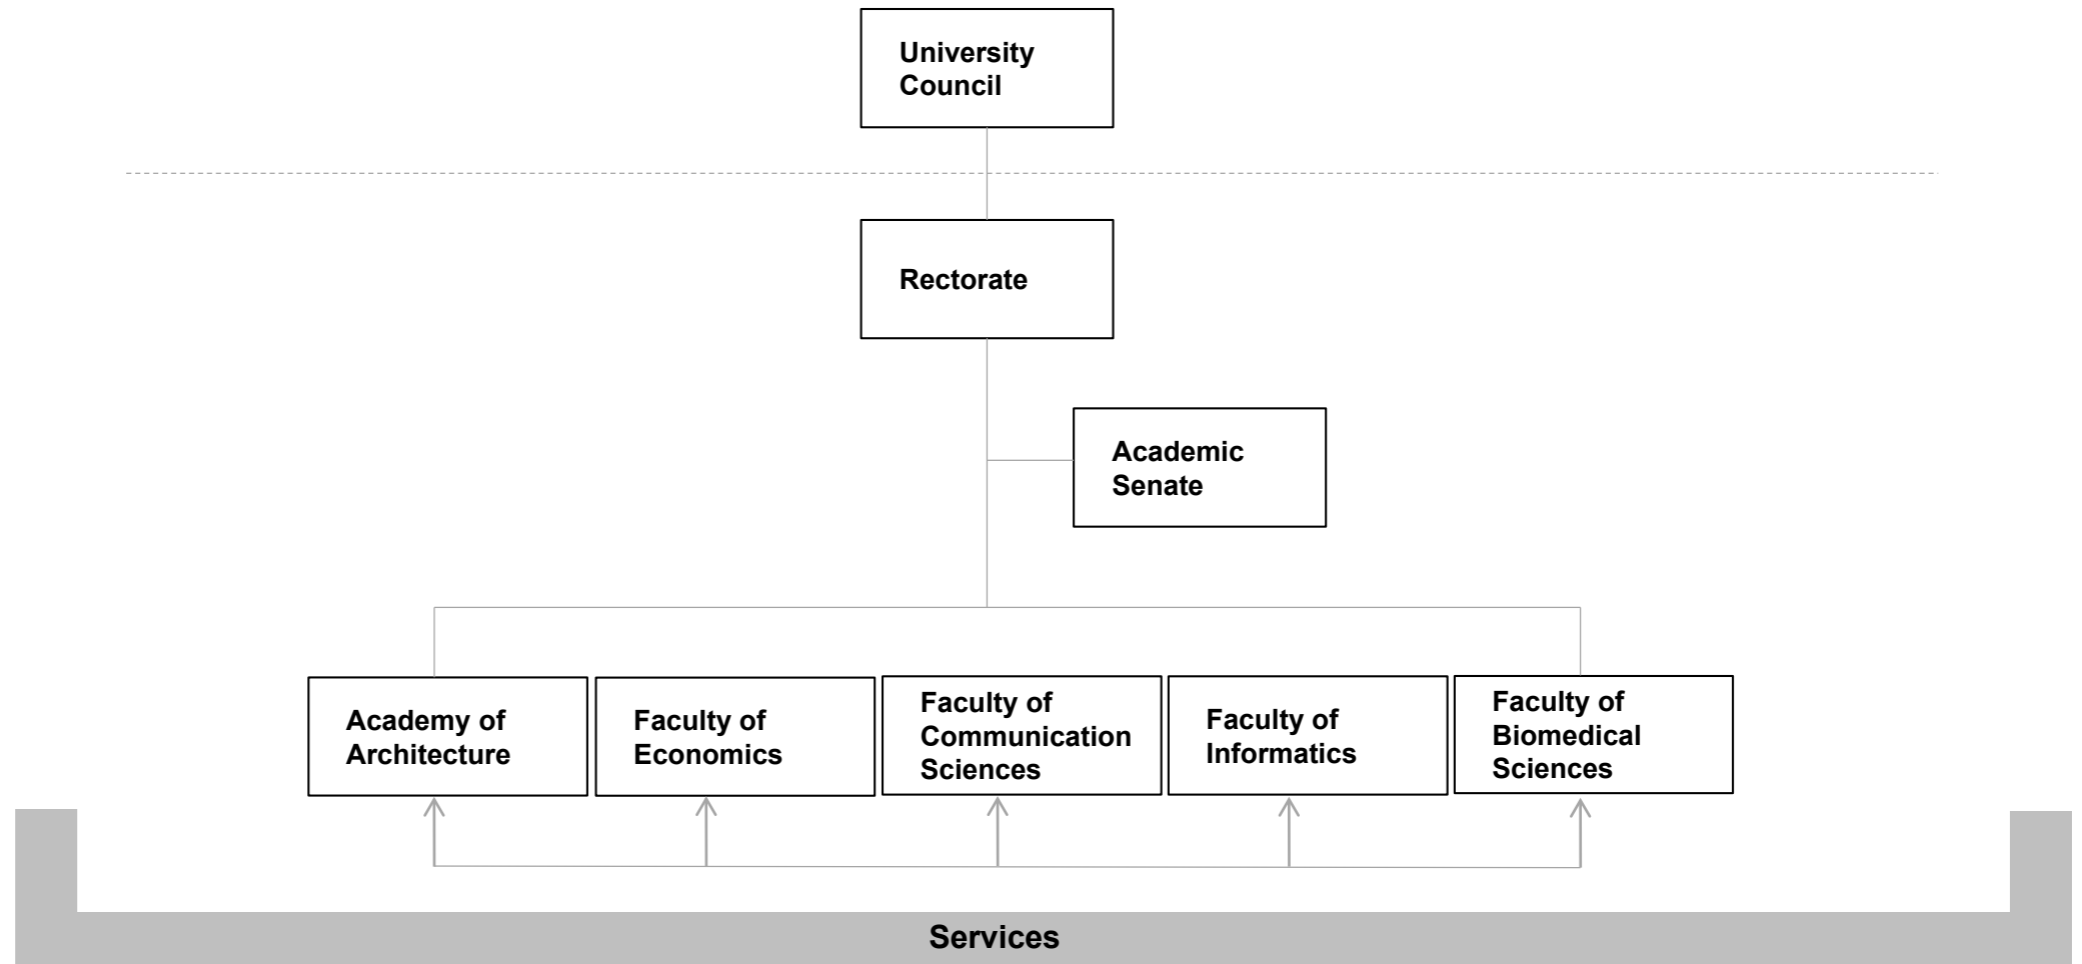 University
Council
Rectorate
Academic
Senate
Academy of
Architecture
Faculty of
Economics
Faculty of
Communication
Sciences
Faculty of
Informatics
Faculty of
Biomedical
Sciences
Services